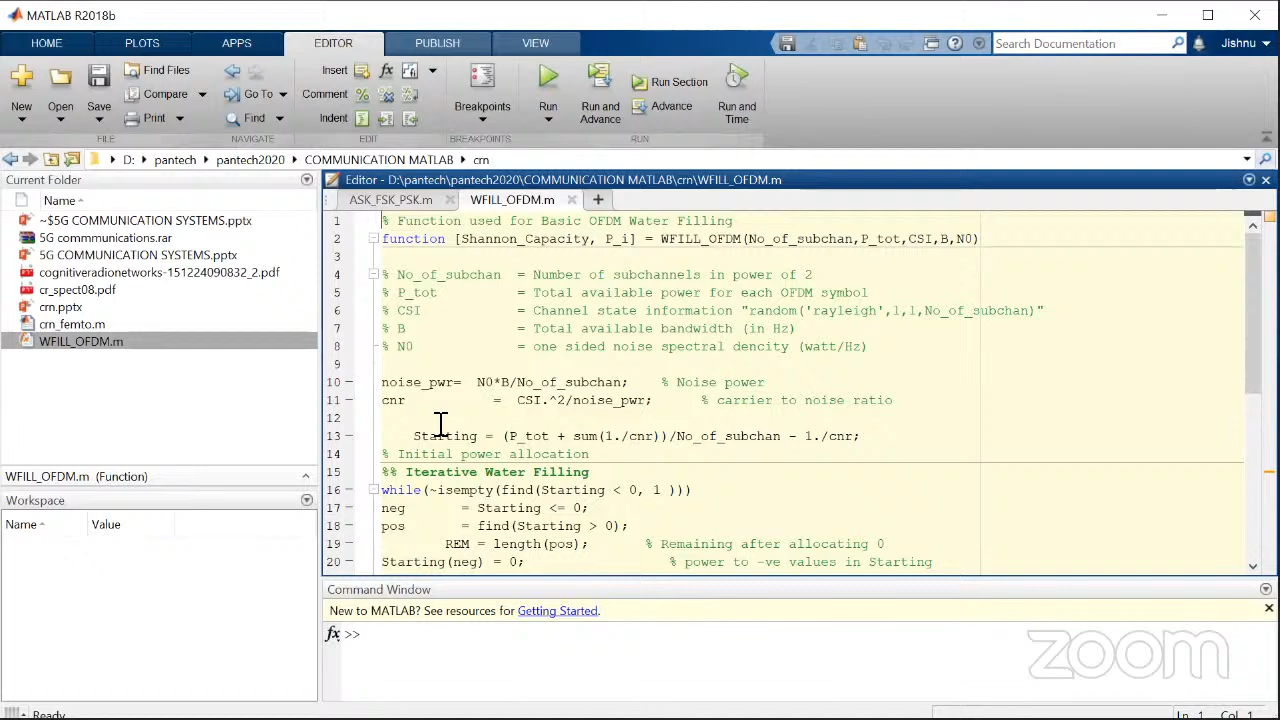 MATLAB R2018b
HOME PLOTS APPS EDITOR PUBLISH VIEW Search Documentation Jishnu
New Open Save Find Files Compare Print Go To Find Insert fx Comment Indent Breakpoints Run Run and Advance Run Section Advance Run and Time
FILE NAVIGATE EDIT BREAKPOINTS RUN
D: pantech pantech2020 COMMUNICATION MATLAB crn
Current Folder
Name
~$5G COMMUNICATION SYSTEMS.pptx
5G commmunications.rar
5G COMMUNICATION SYSTEMS.pptx
cognitiveradionetworks-151224090832_2.pdf
cr_spect08.pdf
crn.pptx
crn_femto.m
WFILL_OFDM.m
WFILL_OFDM.m (Function)
Workspace
Name Value
Editor - D:\pantech\pantech2020\COMMUNICATION MATLAB\crn\WFILL_OFDM.m
ASK_FSK_PSK.m WFILL_OFDM.m
1 % Function used for Basic OFDM Water Filling
2 function [Shannon_Capacity, P_i] = WFILL_OFDM(No_of_subchan,P_tot,CSI,B,N0)
3
4 % No_of_subchan = Number of subchannels in power of 2
5 % P_tot = Total available power for each OFDM symbol
6 % CSI = Channel state information "random('rayleigh',1,1,No_of_subchan)"
7 % B = Total available bandwidth (in Hz)
8 % N0 = one sided noise spectral dencity (watt/Hz)
9
10 noise_pwr= N0*B/No_of_subchan; % Noise power
11 cnr = CSI.^2/noise_pwr; % carrier to noise ratio
12
13 Starting = (P_tot + sum(1./cnr))/No_of_subchan - 1./cnr;
14 % Initial power allocation
15 %% Iterative Water Filling
16 while(~isempty(find(Starting < 0, 1 )))
17 neg = Starting <= 0;
18 pos = find(Starting > 0);
19 REM = length(pos); % Remaining after allocating 0
20 Starting(neg) = 0; % power to -ve values in Starting
Command Window
New to MATLAB? See resources for Getting Started.
fx >>
zoom
Ready Ln 1 Col 1